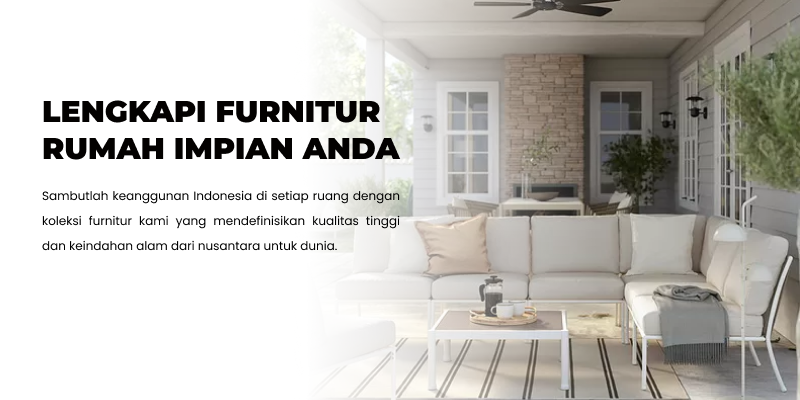 LENGKAPI FURNITUR
RUMAH IMPIAN ANDA
Sambutlah keanggunan Indonesia di setiap ruang dengan
koleksi furnitur kami yang mendefinisikan kualitas tinggi
dan keindahan alam dari nusantara untuk dunia.